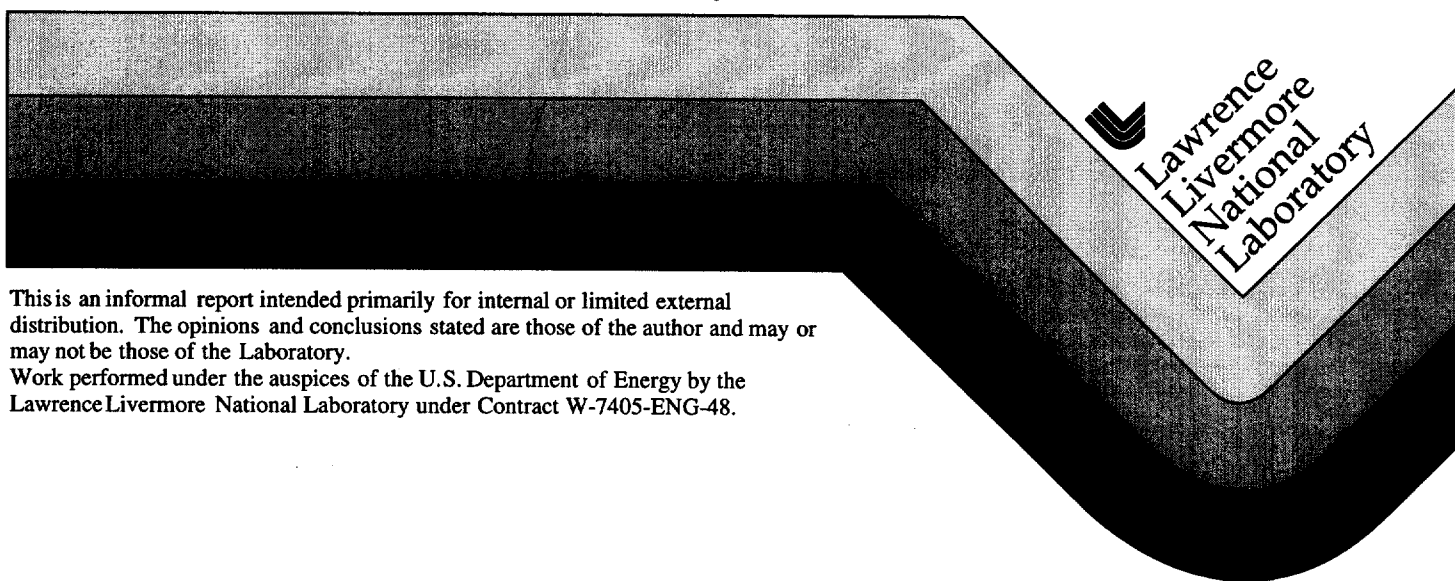 Lawrence
Livermore
National
Laboratory
This is an informal report intended primarily for internal or limited external
distribution. The opinions and conclusions stated are those of the author and may or
may not be those of the Laboratory.
Work performed under the auspices of the U.S. Department of Energy by the
Lawrence Livermore National Laboratory under Contract W-7405-ENG-48.